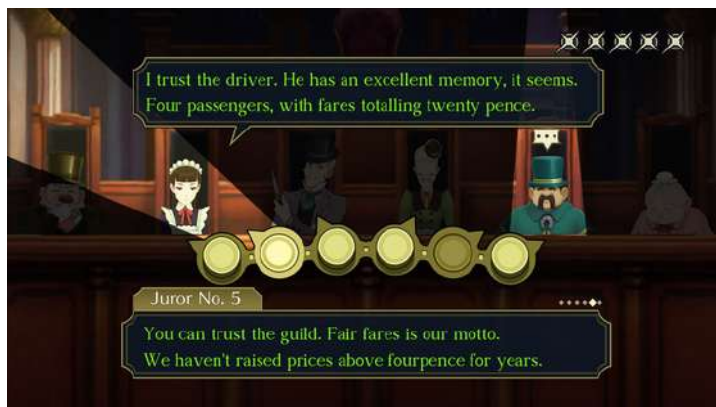 I trust the driver. He has an excellent memory, it seems.
Four passengers, with fares totalling twenty pence.
Juror No. 5
You can trust the guild. Fair fares is our motto.
We haven't raised prices above fourpence for years.